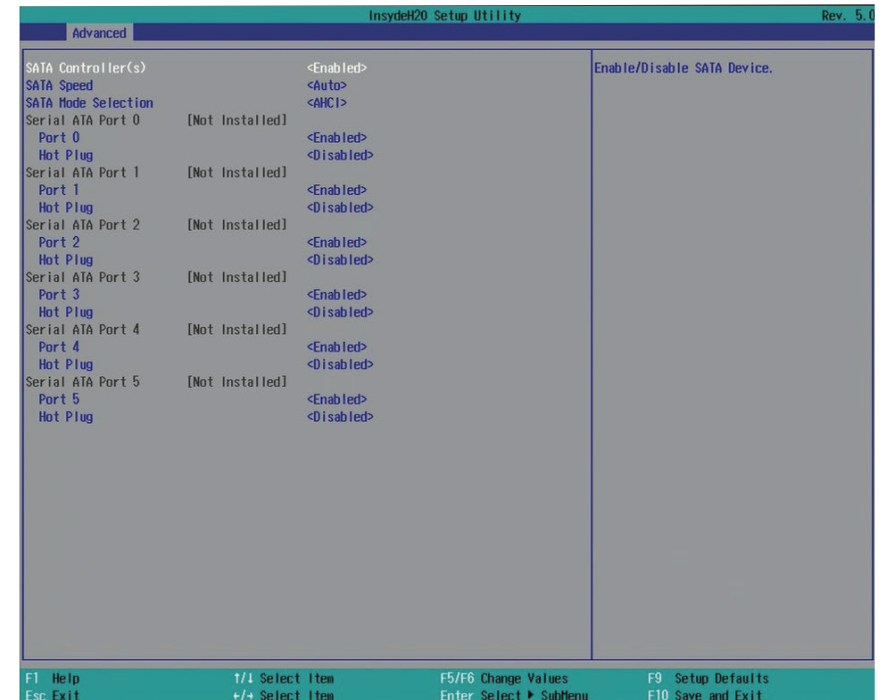 InsydeH20 Setup Utility Rev. 5.0
Advanced
SATA Controller(s) <Enabled> Enable/Disable SATA Device.
SATA Speed <Auto>
SATA Mode Selection <AHCI>
Serial ATA Port 0 [Not Installed]
Port 0 <Enabled>
Hot Plug <Disabled>
Serial ATA Port 1 [Not Installed]
Port 1 <Enabled>
Hot Plug <Disabled>
Serial ATA Port 2 [Not Installed]
Port 2 <Enabled>
Hot Plug <Disabled>
Serial ATA Port 3 [Not Installed]
Port 3 <Enabled>
Hot Plug <Disabled>
Serial ATA Port 4 [Not Installed]
Port 4 <Enabled>
Hot Plug <Disabled>
Serial ATA Port 5 [Not Installed]
Port 5 <Enabled>
Hot Plug <Disabled>
F1 Help ↑/↓ Select Item F5/F6 Change Values F9 Setup Defaults
Esc Exit ←/→ Select Item Enter Select ▶ SubMenu F10 Save and Exit